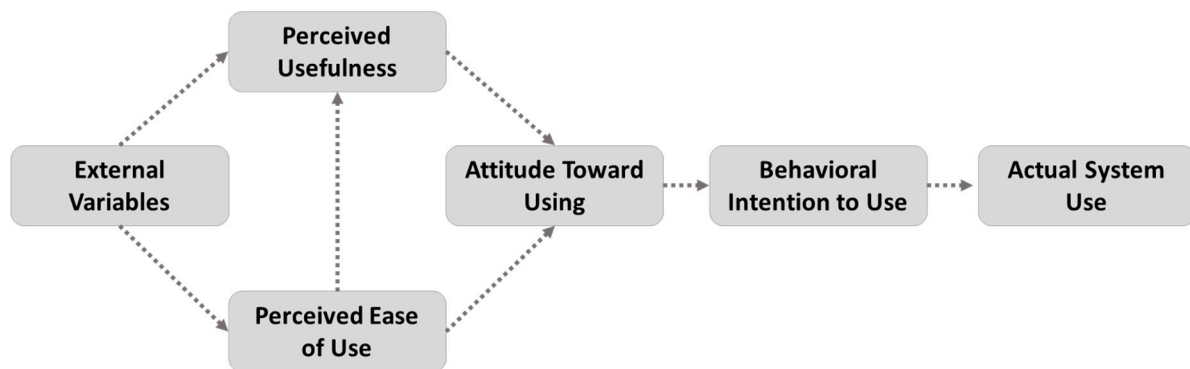 Perceived
Usefulness
External
Variables
Attitude Toward
Using
Behavioral
Intention to Use
Actual System
Use
Perceived Ease
of Use